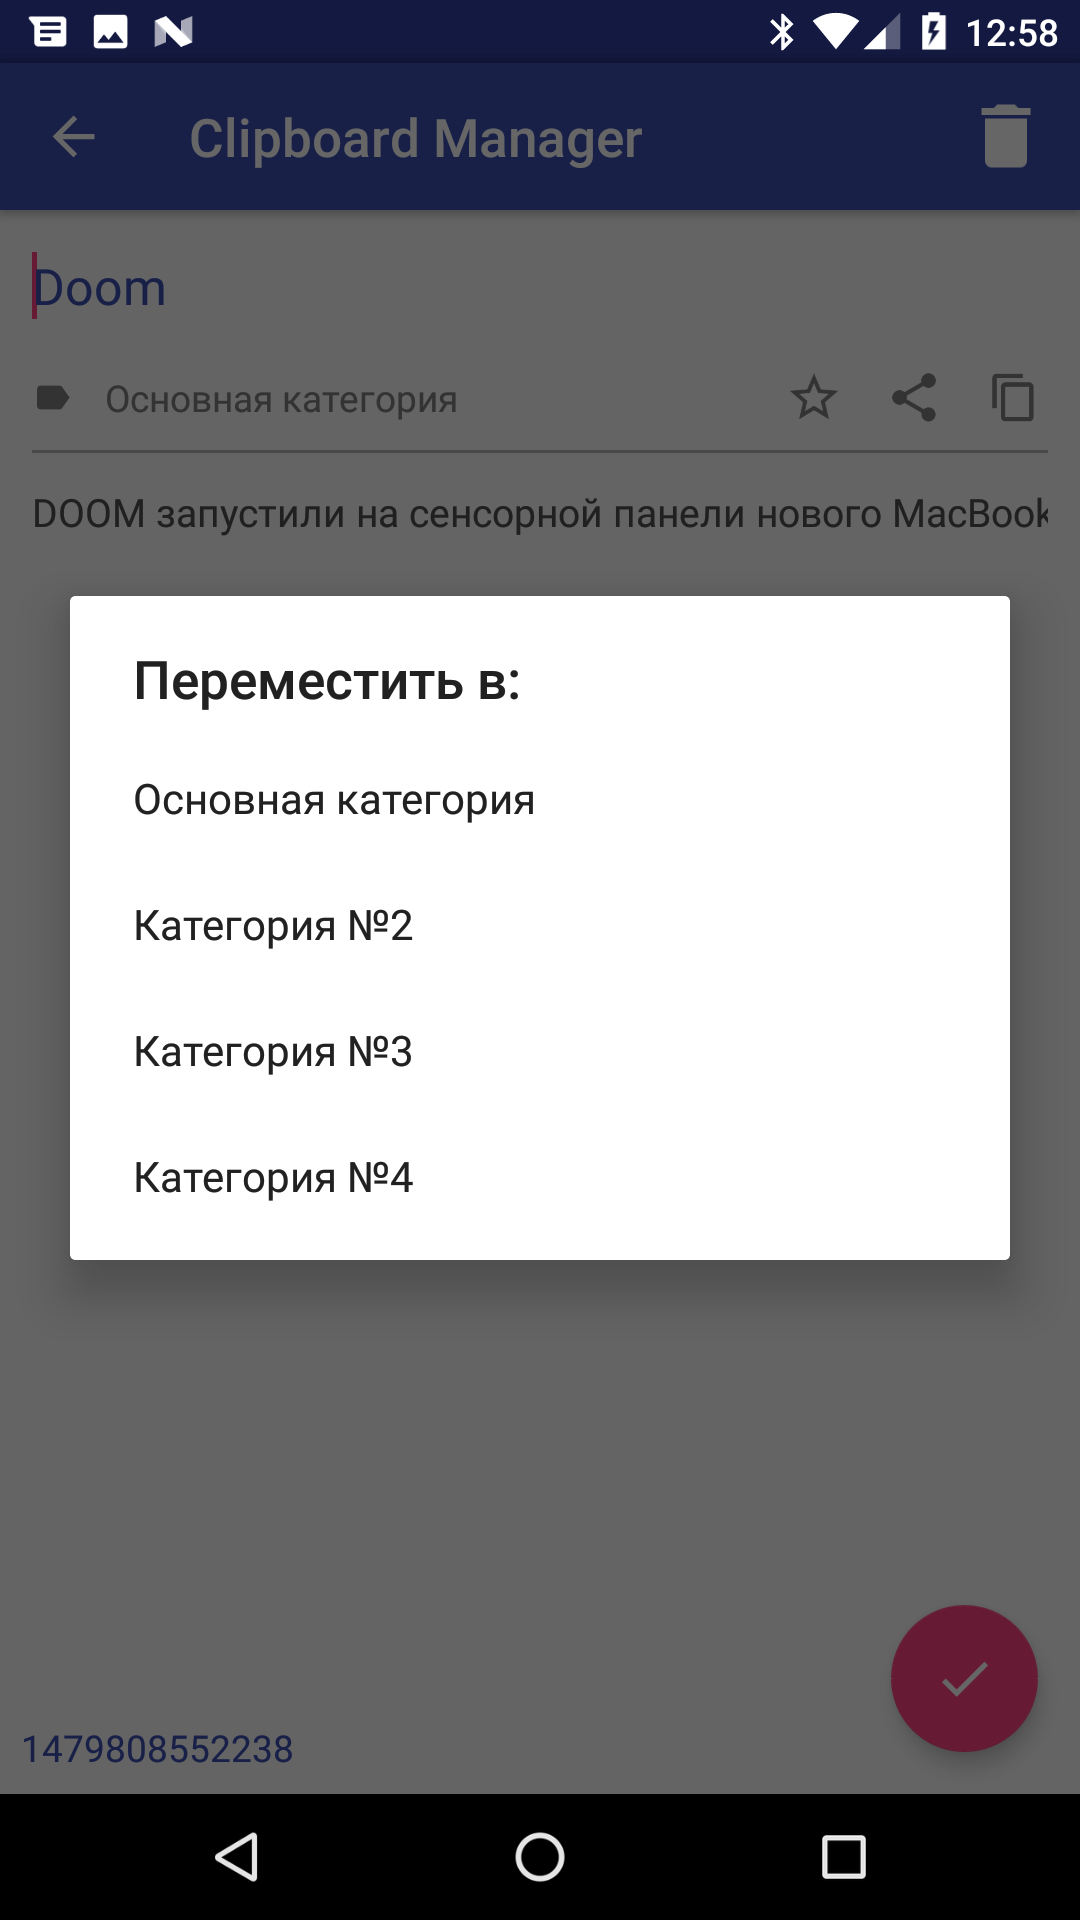 12:58
Clipboard Manager
Doom
Основная категория
DOOM запустили на сенсорной панели нового MacBook
Переместить в:
Основная категория
Категория №2
Категория №3
Категория №4
1479808552238